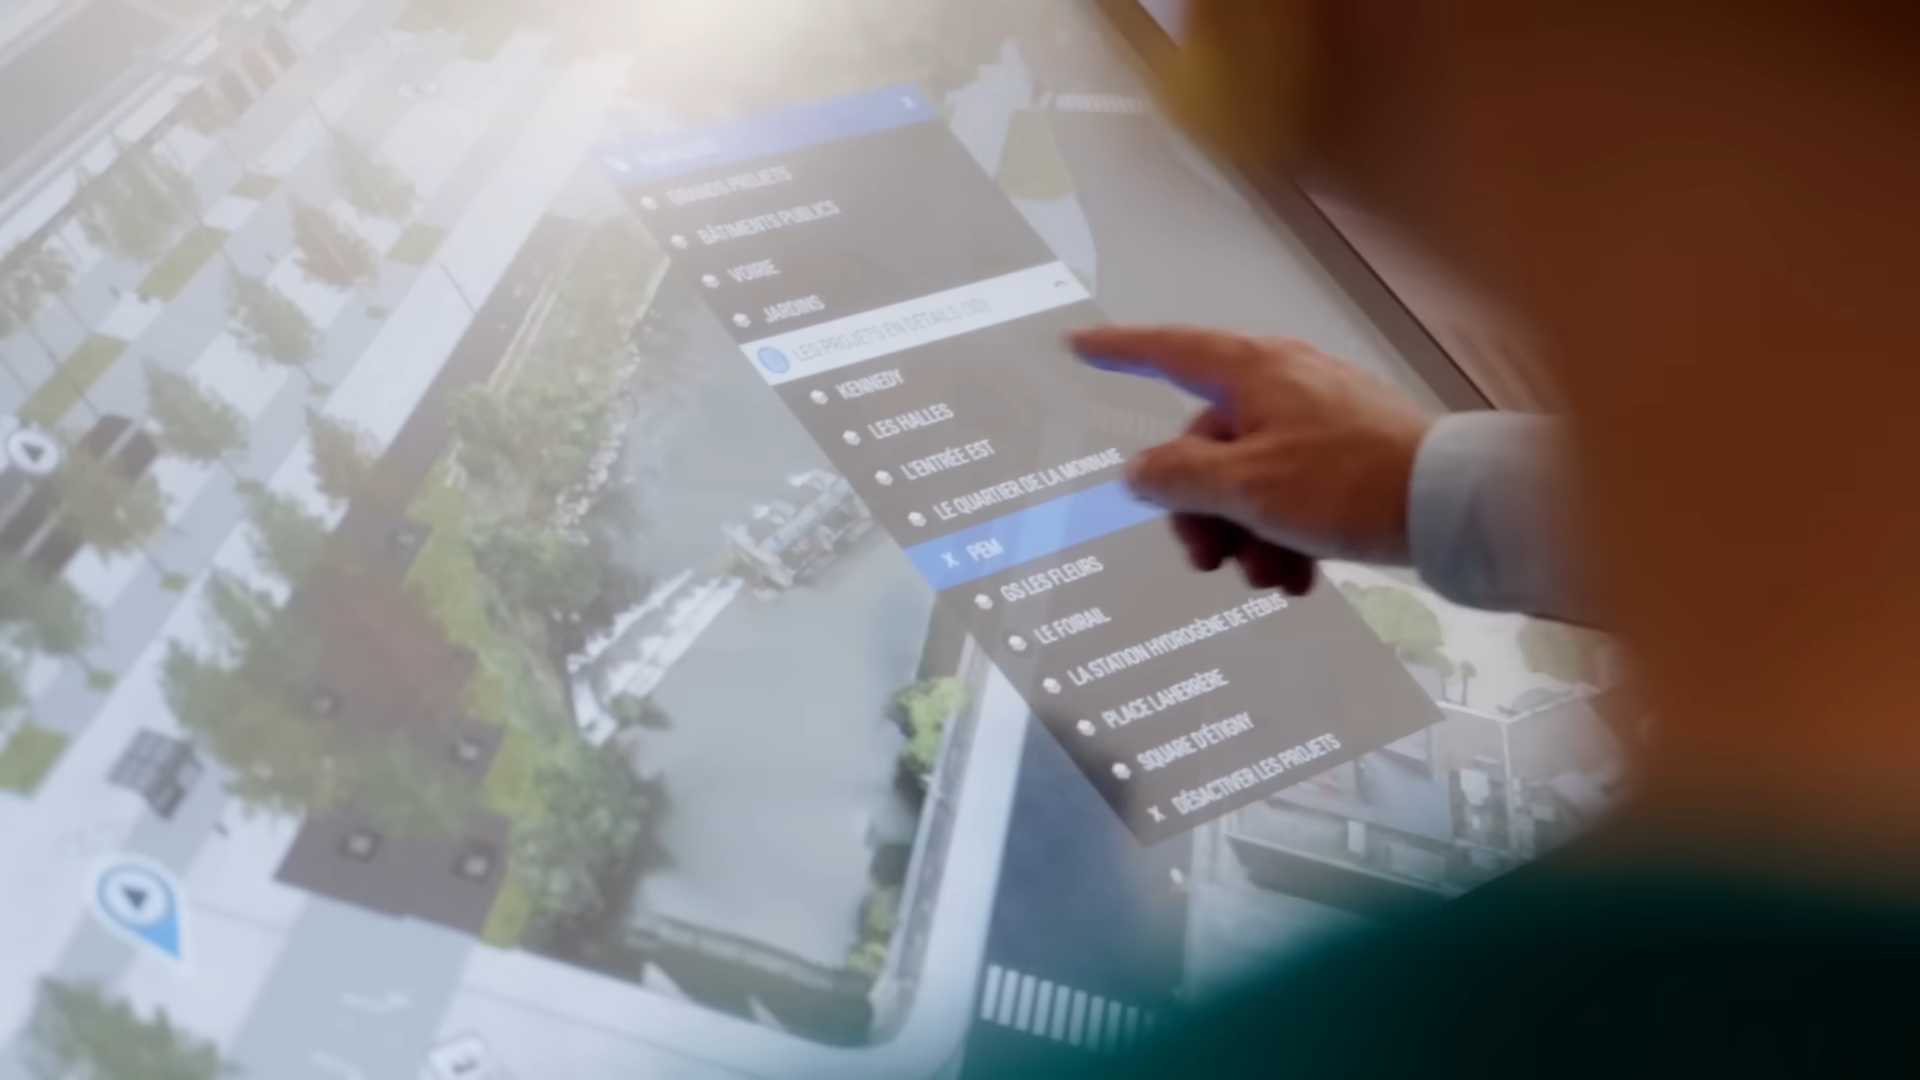 X
GRANDS PROJETS
BÂTIMENTS PUBLICS
VOIRIE
JARDINS
LES PROJETS EN DETAILS
KENNEDY
LES HALLES
L'ENTRÉE EST
LE QUARTIER DE LA MONNAIE
X PEM
GS LES FLEURS
LE FOIRAIL
LA STATION HYDROGÈNE DE FÉBUS
PLACE LAHERRÈRE
SQUARE D'ÉTIGNY
X DÉSACTIVER LES PROJETS